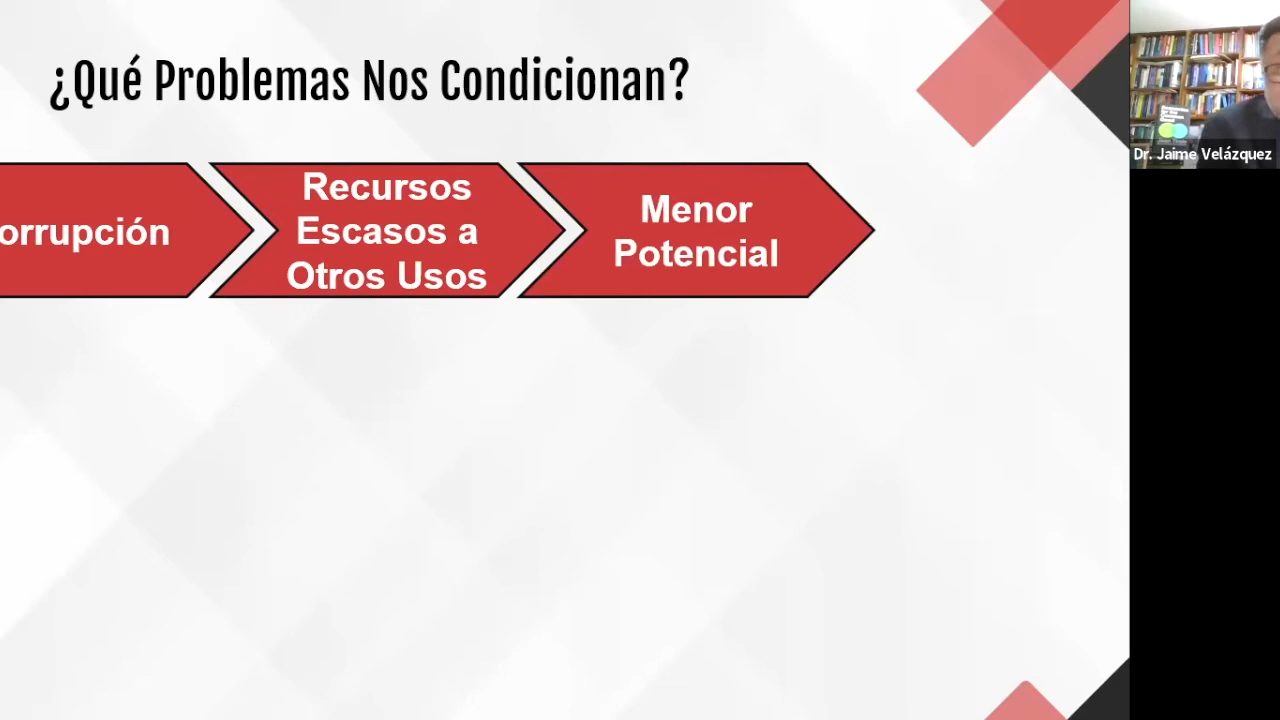 ¿Qué Problemas Nos Condicionan?
orrupción
Recursos
Escasos a
Otros Usos
Menor
Potencial
Dr. Jaime Velázquez